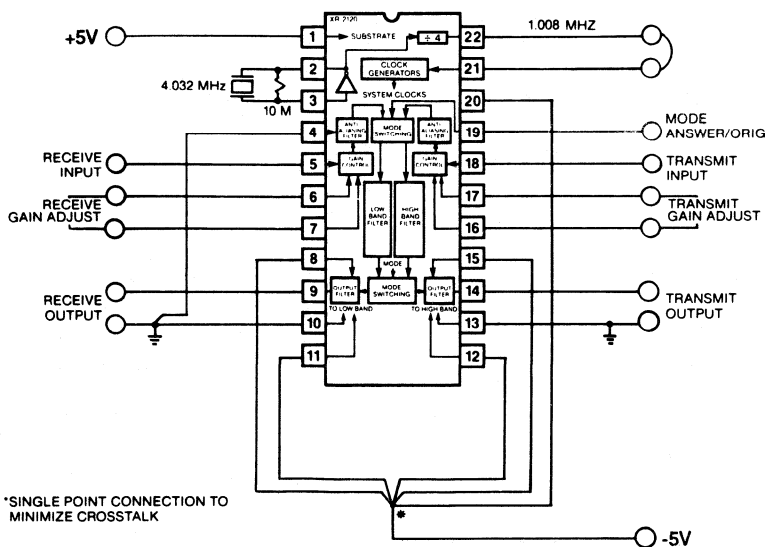 XR 2120
+5V
1
SUBSTRATE
÷ 4
22
1.008 MHZ
2
CLOCK
GENERATORS
21
4.032 MHz
SYSTEM CLOCKS
3
10 M
20
4
ANTI
ALIASING
FILTER
MODE
SWITCHING
ANTI
ALIASING
FILTER
19
MODE
ANSWER/ORIG
RECEIVE
INPUT
5
GAIN
CONTROL
GAIN
CONTROL
18
TRANSMIT
INPUT
RECEIVE
GAIN ADJUST
6
17
TRANSMIT
GAIN ADJUST
7
LOW
BAND
FILTER
HIGH
BAND
FILTER
16
8
MODE
15
RECEIVE
OUTPUT
9
OUTPUT
FILTER
MODE
SWITCHING
OUTPUT
FILTER
14
TRANSMIT
OUTPUT
TO LOW BAND
TO HIGH BAND
10
13
11
12
*SINGLE POINT CONNECTION TO
MINIMIZE CROSSTALK
*
-5V